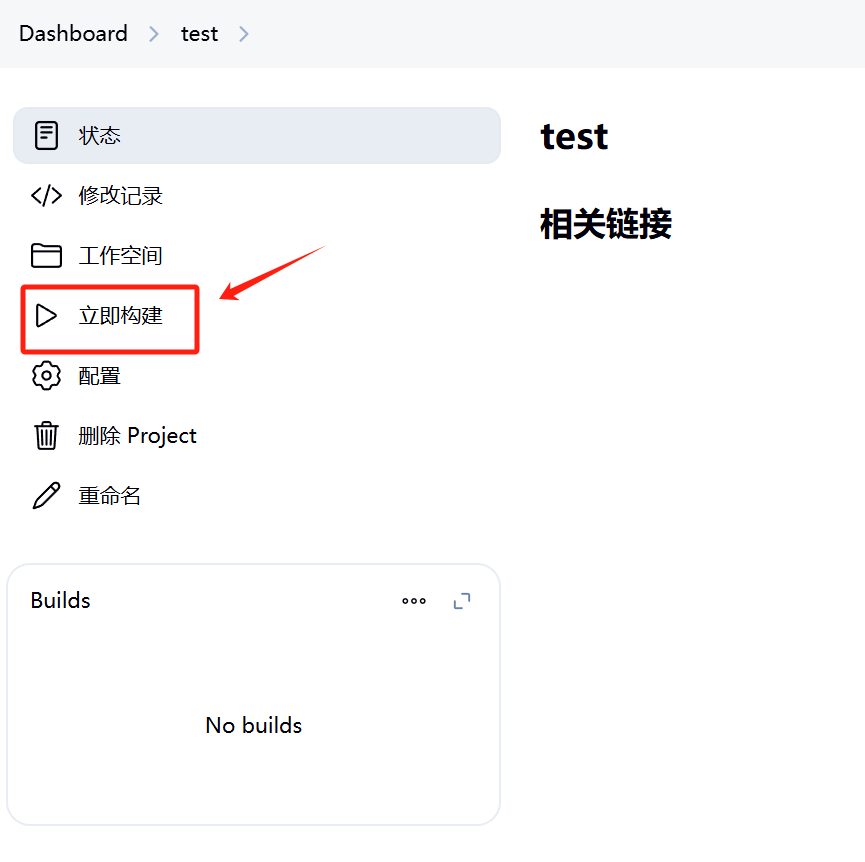 Dashboard > test >
状态
修改记录
工作空间
立即构建
配置
删除 Project
重命名
test
相关链接
Builds
No builds